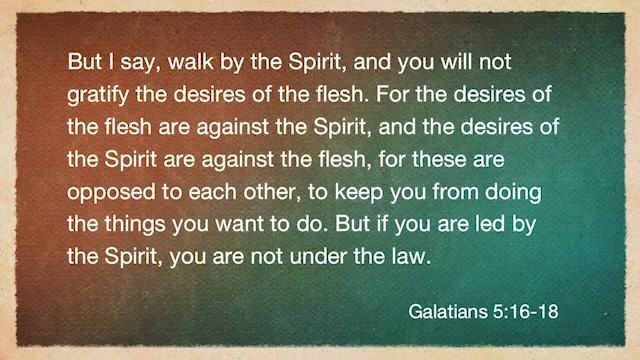 But I say, walk by the Spirit, and you will not
gratify the desires of the flesh. For the desires of
the flesh are against the Spirit, and the desires of
the Spirit are against the flesh, for these are
opposed to each other, to keep you from doing
the things you want to do. But if you are led by
the Spirit, you are not under the law.
Galatians 5:16-18